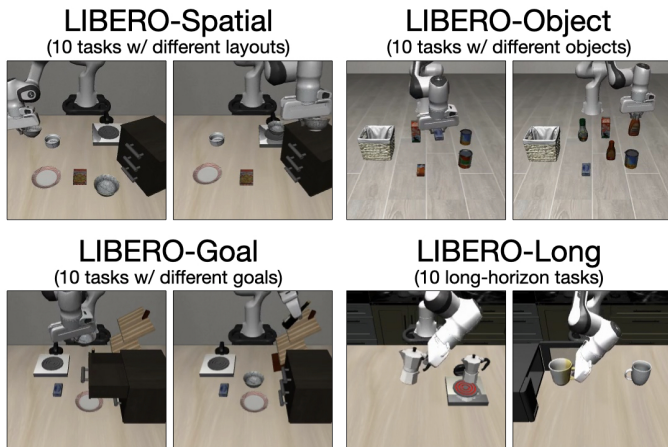 LIBERO-Spatial
(10 tasks w/ different layouts)
LIBERO-Object
(10 tasks w/ different objects)
LIBERO-Goal
(10 tasks w/ different goals)
LIBERO-Long
(10 long-horizon tasks)